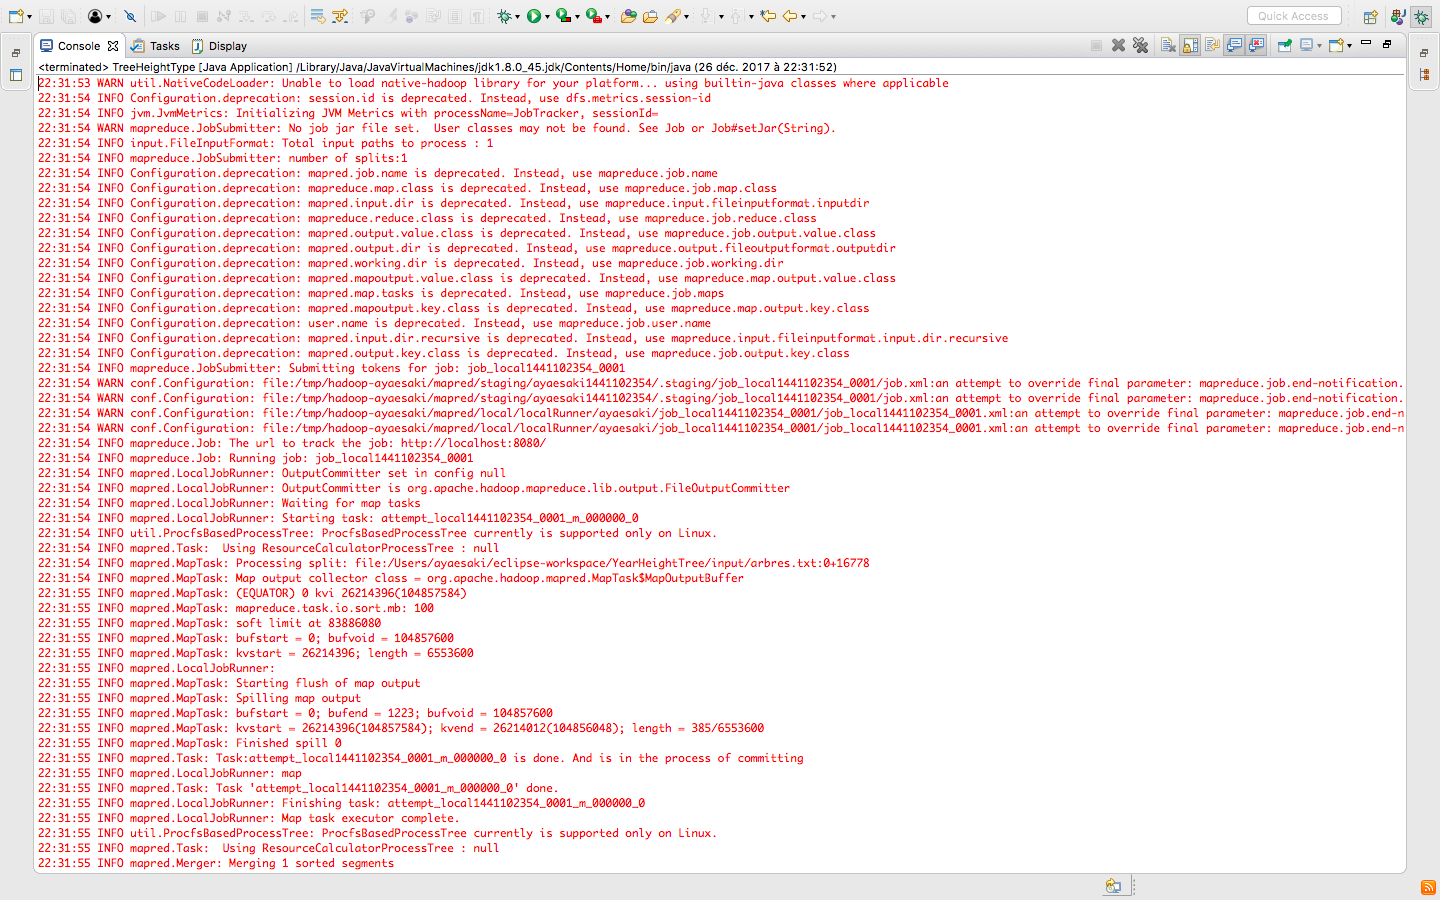 Quick Access
Console
Tasks
Display
<terminated> TreeHeightType [Java Application] /Library/Java/JavaVirtualMachines/jdk1.8.0_45.jdk/Contents/Home/bin/java (26 déc. 2017 à 22:31:52)
22:31:53 WARN util.NativeCodeLoader: Unable to load native-hadoop library for your platform... using builtin-java classes where applicable
22:31:54 INFO Configuration.deprecation: session.id is deprecated. Instead, use dfs.metrics.session-id
22:31:54 INFO jvm.JvmMetrics: Initializing JVM Metrics with processName=JobTracker, sessionId=
22:31:54 WARN mapreduce.JobSubmitter: No job jar file set.  User classes may not be found. See Job or Job#setJar(String).
22:31:54 INFO input.FileInputFormat: Total input paths to process : 1
22:31:54 INFO mapreduce.JobSubmitter: number of splits:1
22:31:54 INFO Configuration.deprecation: mapred.job.name is deprecated. Instead, use mapreduce.job.name
22:31:54 INFO Configuration.deprecation: mapreduce.map.class is deprecated. Instead, use mapreduce.job.map.class
22:31:54 INFO Configuration.deprecation: mapred.input.dir is deprecated. Instead, use mapreduce.input.fileinputformat.inputdir
22:31:54 INFO Configuration.deprecation: mapreduce.reduce.class is deprecated. Instead, use mapreduce.job.reduce.class
22:31:54 INFO Configuration.deprecation: mapred.output.value.class is deprecated. Instead, use mapreduce.job.output.value.class
22:31:54 INFO Configuration.deprecation: mapred.output.dir is deprecated. Instead, use mapreduce.output.fileoutputformat.outputdir
22:31:54 INFO Configuration.deprecation: mapred.working.dir is deprecated. Instead, use mapreduce.job.working.dir
22:31:54 INFO Configuration.deprecation: mapred.mapoutput.value.class is deprecated. Instead, use mapreduce.map.output.value.class
22:31:54 INFO Configuration.deprecation: mapred.map.tasks is deprecated. Instead, use mapreduce.job.maps
22:31:54 INFO Configuration.deprecation: mapred.mapoutput.key.class is deprecated. Instead, use mapreduce.map.output.key.class
22:31:54 INFO Configuration.deprecation: user.name is deprecated. Instead, use mapreduce.job.user.name
22:31:54 INFO Configuration.deprecation: mapred.input.dir.recursive is deprecated. Instead, use mapreduce.input.fileinputformat.input.dir.recursive
22:31:54 INFO Configuration.deprecation: mapred.output.key.class is deprecated. Instead, use mapreduce.job.output.key.class
22:31:54 INFO mapreduce.JobSubmitter: Submitting tokens for job: job_local1441102354_0001
22:31:54 WARN conf.Configuration: file:/tmp/hadoop-ayaesaki/mapred/staging/ayaesaki1441102354/.staging/job_local1441102354_0001/job.xml:an attempt to override final parameter: mapreduce.job.end-notification.
22:31:54 WARN conf.Configuration: file:/tmp/hadoop-ayaesaki/mapred/staging/ayaesaki1441102354/.staging/job_local1441102354_0001/job.xml:an attempt to override final parameter: mapreduce.job.end-notification.
22:31:54 WARN conf.Configuration: file:/tmp/hadoop-ayaesaki/mapred/local/localRunner/ayaesaki/job_local1441102354_0001/job_local1441102354_0001.xml:an attempt to override final parameter: mapreduce.job.end-n
22:31:54 WARN conf.Configuration: file:/tmp/hadoop-ayaesaki/mapred/local/localRunner/ayaesaki/job_local1441102354_0001/job_local1441102354_0001.xml:an attempt to override final parameter: mapreduce.job.end-n
22:31:54 INFO mapreduce.Job: The url to track the job: http://localhost:8080/
22:31:54 INFO mapreduce.Job: Running job: job_local1441102354_0001
22:31:54 INFO mapred.LocalJobRunner: OutputCommitter set in config null
22:31:54 INFO mapred.LocalJobRunner: OutputCommitter is org.apache.hadoop.mapreduce.lib.output.FileOutputCommitter
22:31:54 INFO mapred.LocalJobRunner: Waiting for map tasks
22:31:54 INFO mapred.LocalJobRunner: Starting task: attempt_local1441102354_0001_m_000000_0
22:31:54 INFO util.ProcfsBasedProcessTree: ProcfsBasedProcessTree currently is supported only on Linux.
22:31:54 INFO mapred.Task:  Using ResourceCalculatorProcessTree : null
22:31:54 INFO mapred.MapTask: Processing split: file:/Users/ayaesaki/eclipse-workspace/YearHeightTree/input/arbres.txt:0+16778
22:31:54 INFO mapred.MapTask: Map output collector class = org.apache.hadoop.mapred.MapTask$MapOutputBuffer
22:31:55 INFO mapred.MapTask: (EQUATOR) 0 kvi 26214396(104857584)
22:31:55 INFO mapred.MapTask: mapreduce.task.io.sort.mb: 100
22:31:55 INFO mapred.MapTask: soft limit at 83886080
22:31:55 INFO mapred.MapTask: bufstart = 0; bufvoid = 104857600
22:31:55 INFO mapred.MapTask: kvstart = 26214396; length = 6553600
22:31:55 INFO mapred.LocalJobRunner:
22:31:55 INFO mapred.MapTask: Starting flush of map output
22:31:55 INFO mapred.MapTask: Spilling map output
22:31:55 INFO mapred.MapTask: bufstart = 0; bufend = 1223; bufvoid = 104857600
22:31:55 INFO mapred.MapTask: kvstart = 26214396(104857584); kvend = 26214012(104856048); length = 385/6553600
22:31:55 INFO mapred.MapTask: Finished spill 0
22:31:55 INFO mapred.Task: Task:attempt_local1441102354_0001_m_000000_0 is done. And is in the process of committing
22:31:55 INFO mapred.LocalJobRunner: map
22:31:55 INFO mapred.Task: Task 'attempt_local1441102354_0001_m_000000_0' done.
22:31:55 INFO mapred.LocalJobRunner: Finishing task: attempt_local1441102354_0001_m_000000_0
22:31:55 INFO mapred.LocalJobRunner: Map task executor complete.
22:31:55 INFO util.ProcfsBasedProcessTree: ProcfsBasedProcessTree currently is supported only on Linux.
22:31:55 INFO mapred.Task:  Using ResourceCalculatorProcessTree : null
22:31:55 INFO mapred.Merger: Merging 1 sorted segments